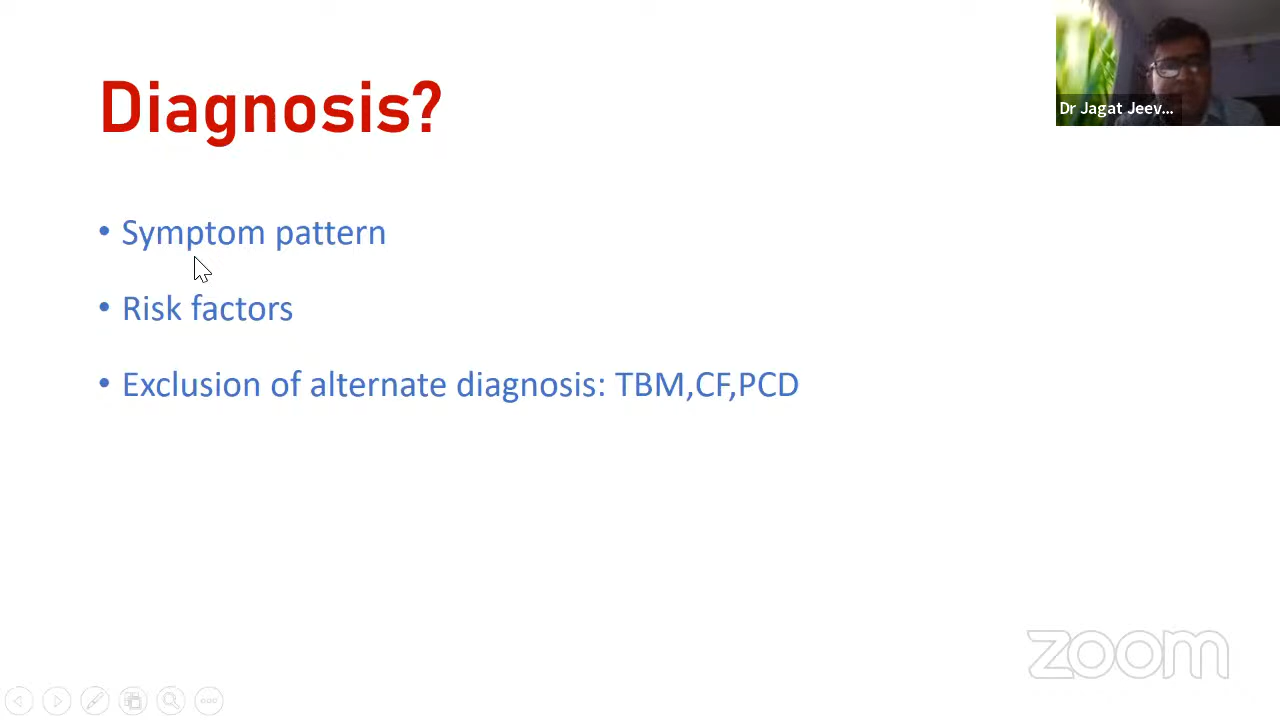 Diagnosis?
Dr Jagat Jeev...
• Symptom pattern
• Risk factors
• Exclusion of alternate diagnosis: TBM,CF,PCD
zoom